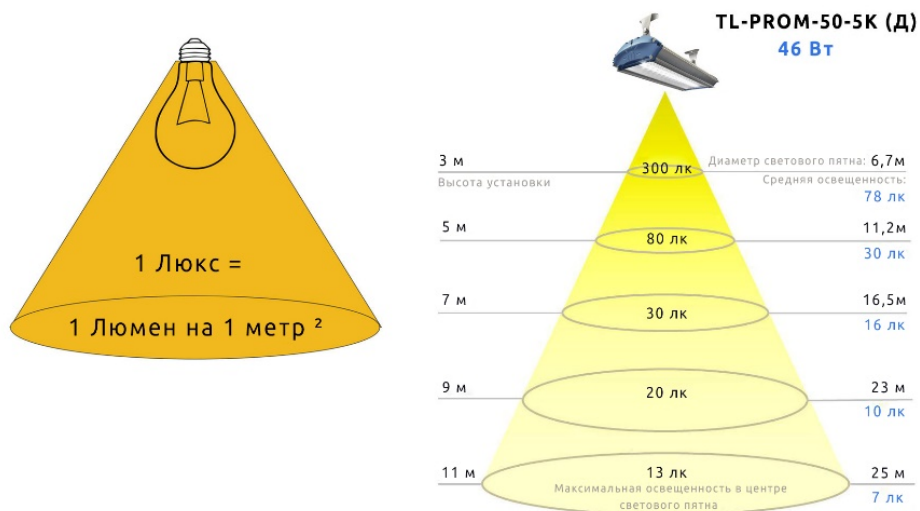 1 Люкс =
1 Люмен на 1 метр ²
TL-PROM-50-5K (Д)
46 Вт
3 м
Высота установки
300 лк
Диаметр светового пятна: 6,7м
Средняя освещенность:
78 лк
5 м
80 лк
11,2м
30 лк
7 м
30 лк
16,5м
16 лк
9 м
20 лк
23 м
10 лк
11 м
13 лк
Максимальная освещенность в центре
светового пятна
25 м
7 лк